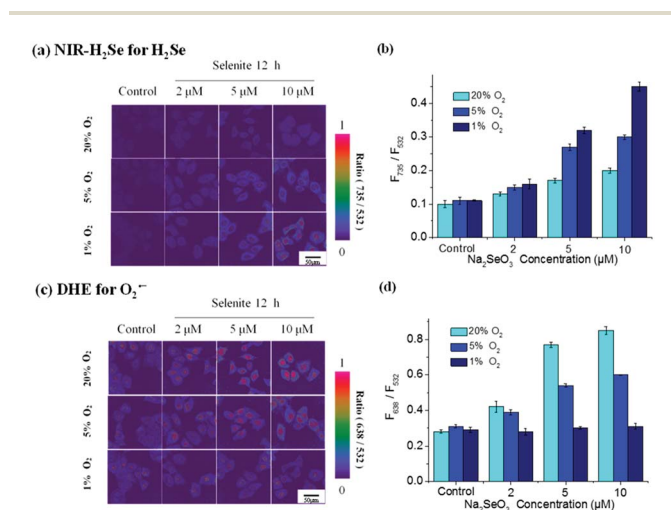 (a) NIR-H₂Se for H₂Se
Selenite 12 h
Control 2 μM 5 μM 10 μM
20% O₂
5% O₂
1% O₂
50μm
1
Ratio ( 735 / 532 )
0
(b)
20% O₂
5% O₂
1% O₂
F₇₃₅ / F₅₃₂
0.4
0.3
0.2
0.1
0.0
Control 2 5 10
Na₂SeO₃ Concentration (μM)
(c) DHE for O₂˙⁻
Selenite 12 h
Control 2 μM 5 μM 10 μM
20% O₂
5% O₂
1% O₂
50μm
1
Ratio ( 638 / 532 )
0
(d)
20% O₂
5% O₂
1% O₂
F₆₃₈ / F₅₃₂
0.8
0.6
0.4
0.2
0.0
Control 2 5 10
Na₂SeO₃ Concentration (μM)